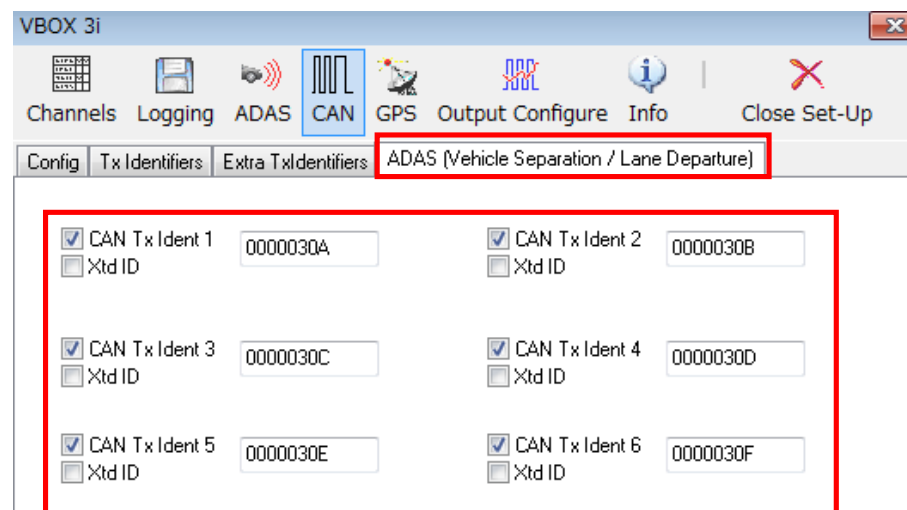 VBOX 3i
Channels Logging ADAS CAN GPS Output Configure Info Close Set-Up
Config Tx Identifiers Extra TxIdentifiers ADAS (Vehicle Separation / Lane Departure)
CAN Tx Ident 1 0000030A CAN Tx Ident 2 0000030B
Xtd ID Xtd ID
CAN Tx Ident 3 0000030C CAN Tx Ident 4 0000030D
Xtd ID Xtd ID
CAN Tx Ident 5 0000030E CAN Tx Ident 6 0000030F
Xtd ID Xtd ID